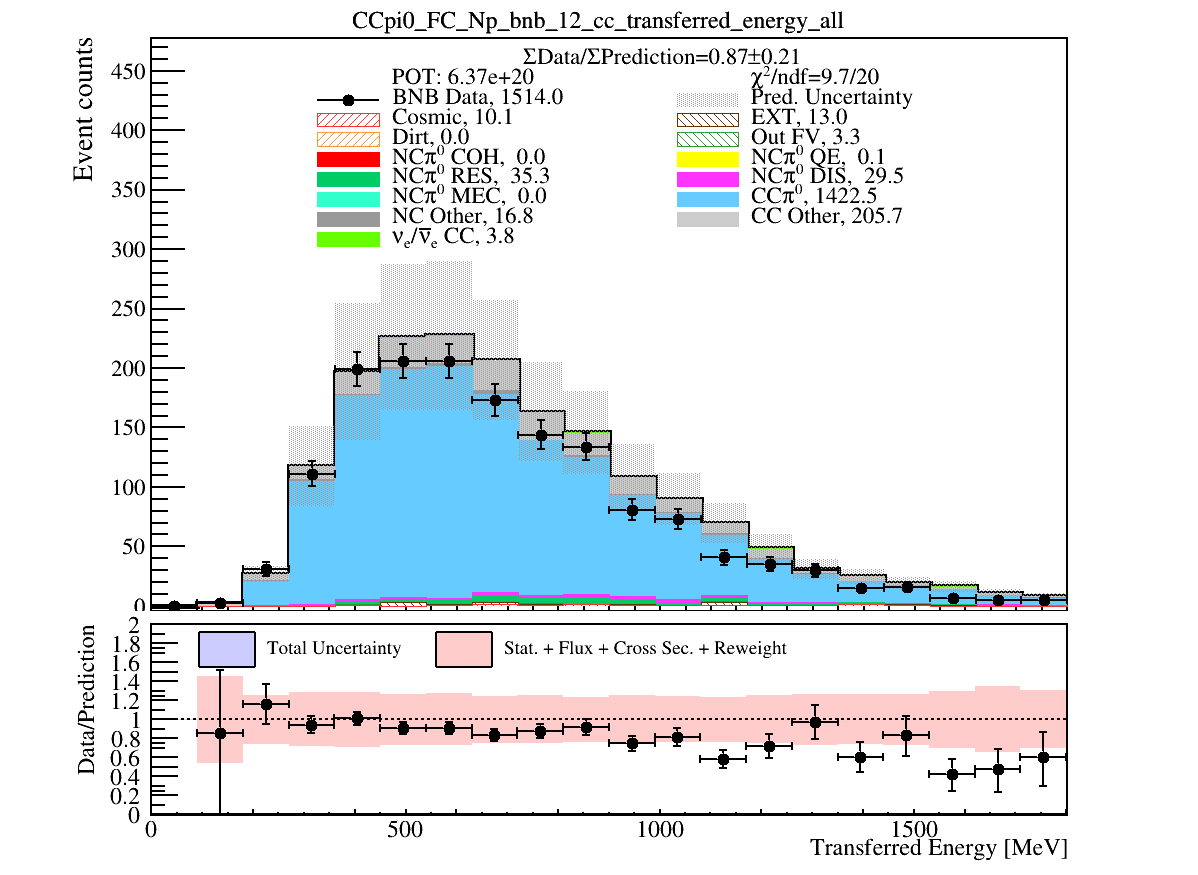 CCpi0_FC_Np_bnb_12_cc_transferred_energy_all
ΣData/ΣPrediction=0.87±0.21
POT: 6.37e+20
χ²/ndf=9.7/20
BNB Data, 1514.0
Pred. Uncertainty
Cosmic, 10.1
EXT, 13.0
Dirt, 0.0
Out FV, 3.3
NCπ⁰ COH, 0.0
NCπ⁰ QE, 0.1
NCπ⁰ RES, 35.3
NCπ⁰ DIS, 29.5
NCπ⁰ MEC, 0.0
CCπ⁰, 1422.5
NC Other, 16.8
CC Other, 205.7
νₑ/ν̅ₑ CC, 3.8
Event counts
450
400
350
300
250
200
150
100
50
0
Total Uncertainty
Stat. + Flux + Cross Sec. + Reweight
Data/Prediction
2
1.8
1.6
1.4
1.2
1
0.8
0.6
0.4
0.2
0
0 500 1000 1500
Transferred Energy [MeV]